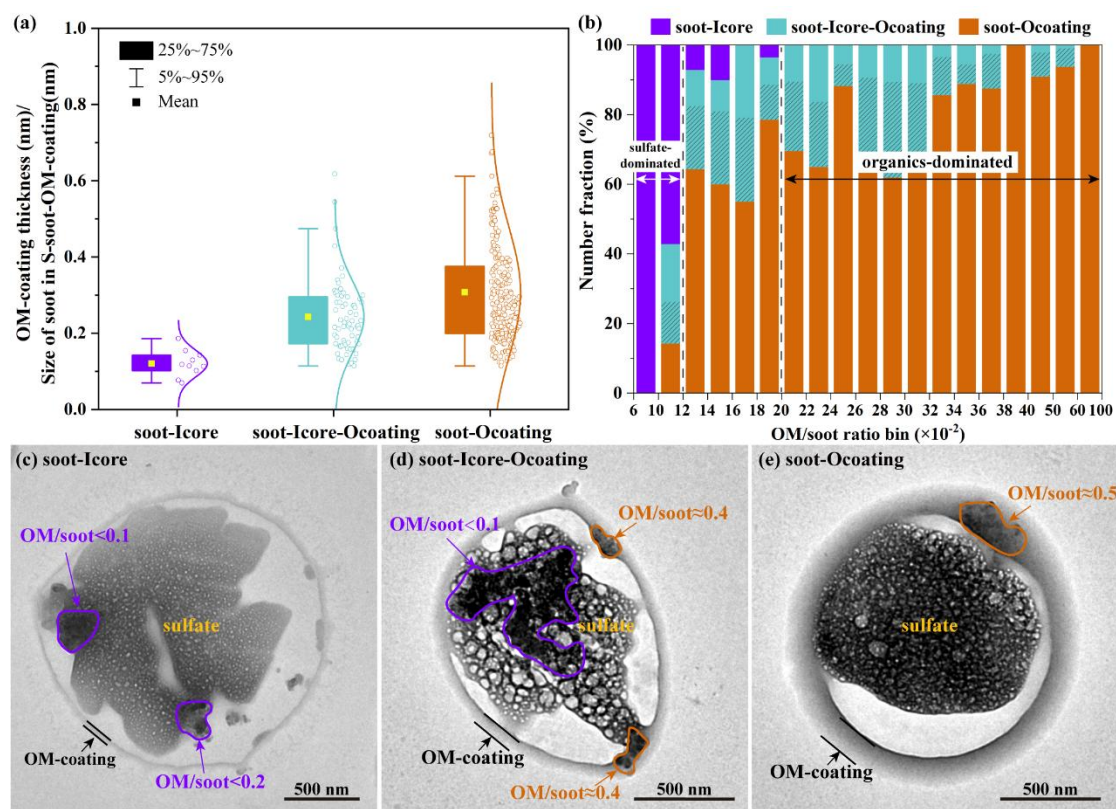 (a)
1.0
0.8
0.6
0.4
0.2
0.0
OM-coating thickness (nm)/
Size of soot in S-soot-OM-coating(nm)
25%~75%
5%~95%
Mean
soot-Icore
soot-Icore-Ocoating
soot-Ocoating
(b)
soot-Icore
soot-Icore-Ocoating
soot-Ocoating
100
80
60
40
20
0
Number fraction (%)
sulfate-
dominated
organics-dominated
6 10 12 14 16 18 20 22 24 26 28 30 32 34 36 38 40 50 60 100
OM/soot ratio bin (×10⁻²)
(c) soot-Icore
OM/soot<0.1
sulfate
OM-coating
OM/soot<0.2
500 nm
(d) soot-Icore-Ocoating
OM/soot<0.1
OM/soot≈0.4
sulfate
OM-coating
OM/soot≈0.4
500 nm
(e) soot-Ocoating
OM/soot≈0.5
sulfate
OM-coating
500 nm